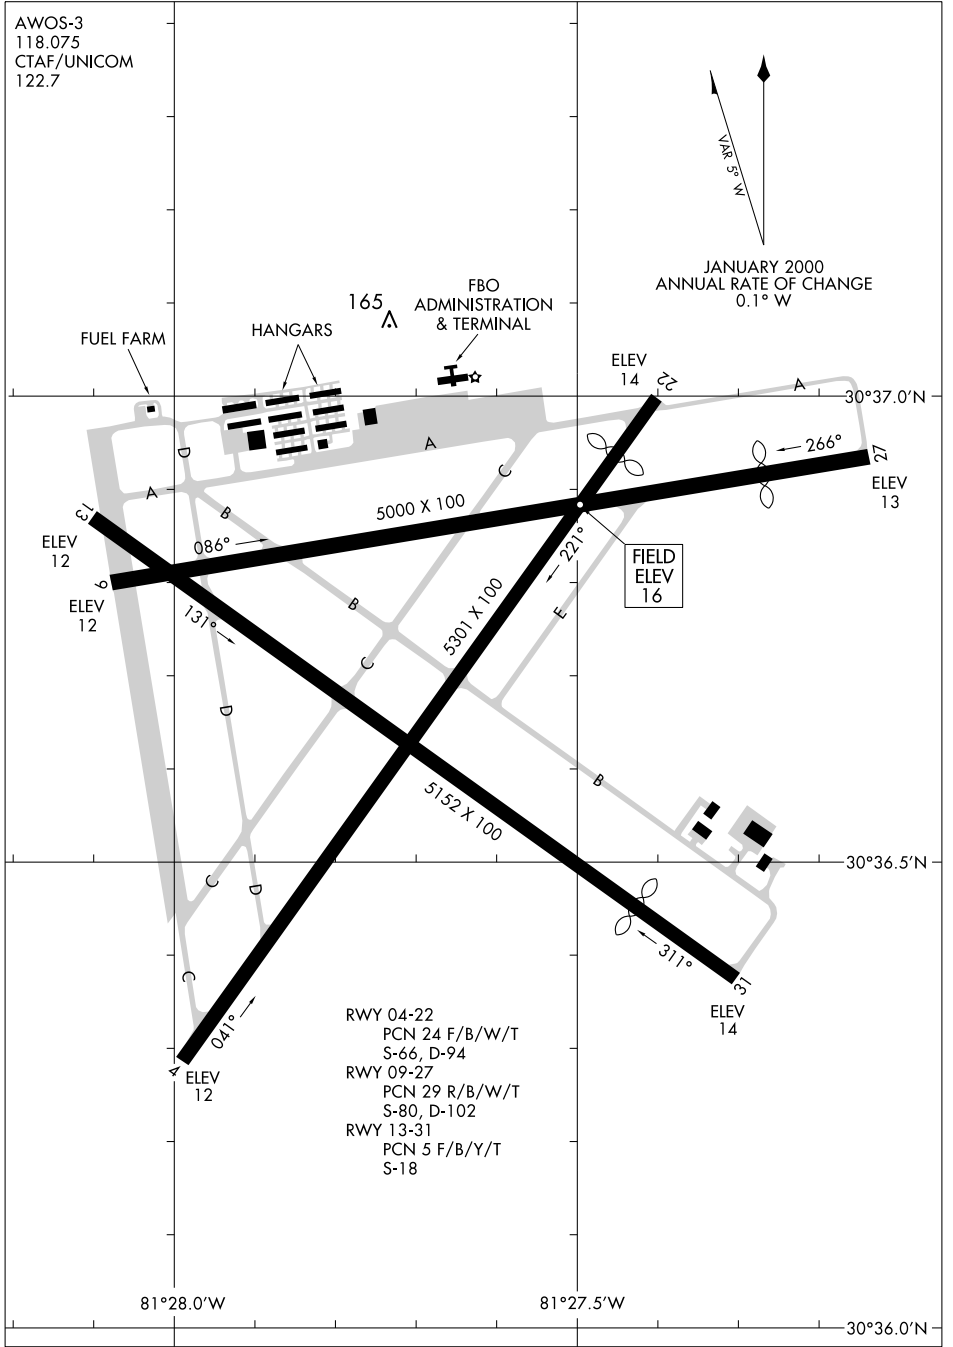 AWOS-3
118.075
CTAF/UNICOM
122.7
VAR 5° W
JANUARY 2000
ANNUAL RATE OF CHANGE
0.1° W
165
FBO
ADMINISTRATION
& TERMINAL
HANGARS
FUEL FARM
ELEV
14
22
A
30°37.0'N
A
D
C
266°
27
ELEV
13
A
B
13
5000 X 100
ELEV
12
086°
221°
FIELD
ELEV
16
9
ELEV
12
131°
B
5301 X 100
E
C
D
B
5152 X 100
30°36.5'N
C
D
311°
31
ELEV
14
C
041°
4
ELEV
12
RWY 04-22
PCN 24 F/B/W/T
S-66, D-94
RWY 09-27
PCN 29 R/B/W/T
S-80, D-102
RWY 13-31
PCN 5 F/B/Y/T
S-18
81°28.0'W
81°27.5'W
30°36.0'N